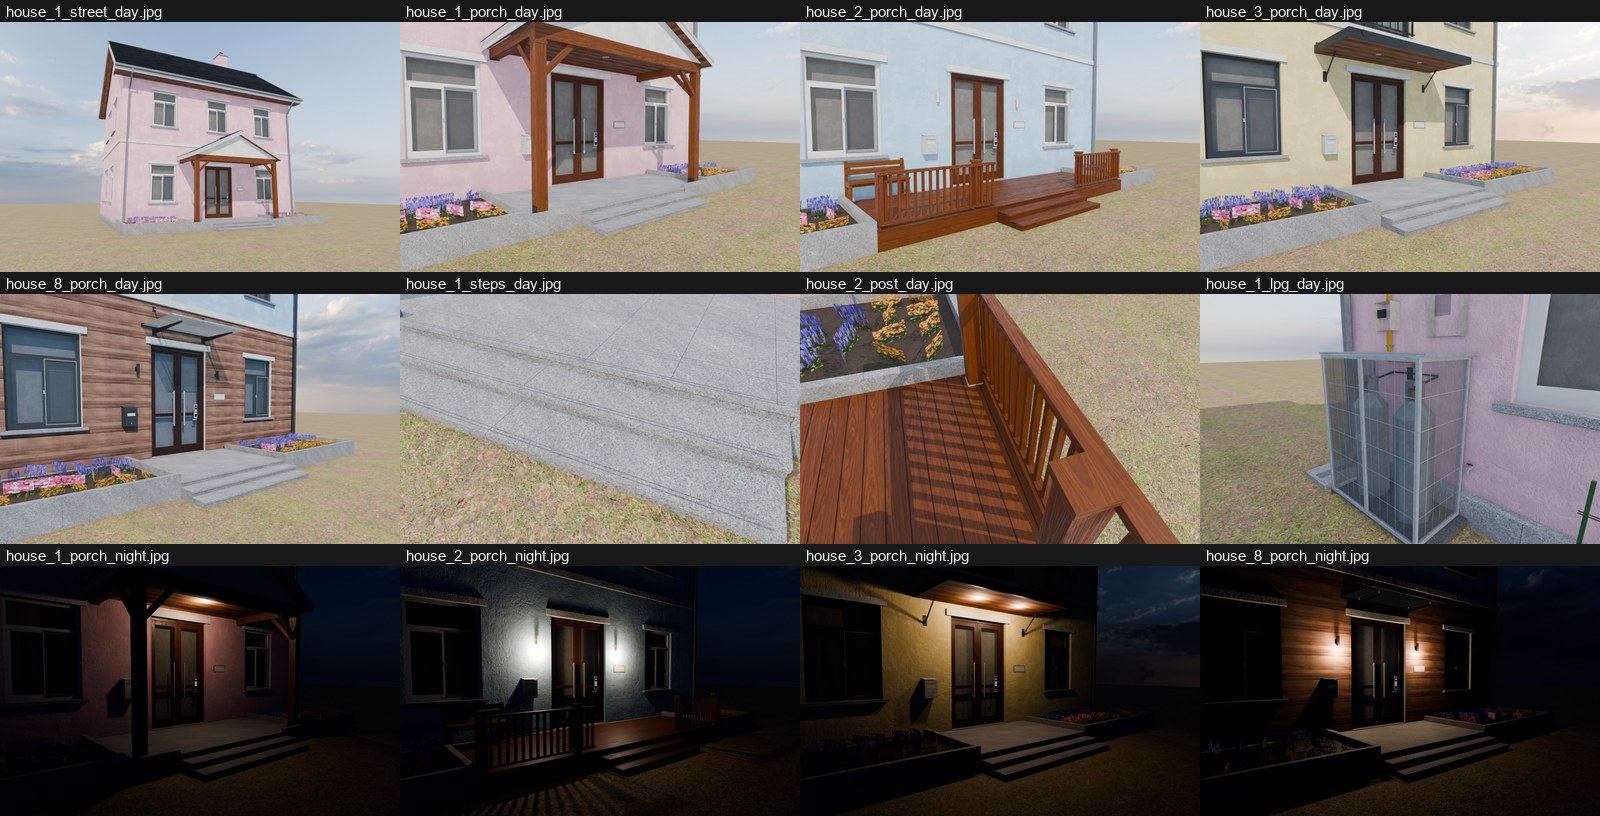 house_1_street_day.jpg
house_1_porch_day.jpg
house_2_porch_day.jpg
house_3_porch_day.jpg
house_8_porch_day.jpg
house_1_steps_day.jpg
house_2_post_day.jpg
house_1_lpg_day.jpg
house_1_porch_night.jpg
house_2_porch_night.jpg
house_3_porch_night.jpg
house_8_porch_night.jpg